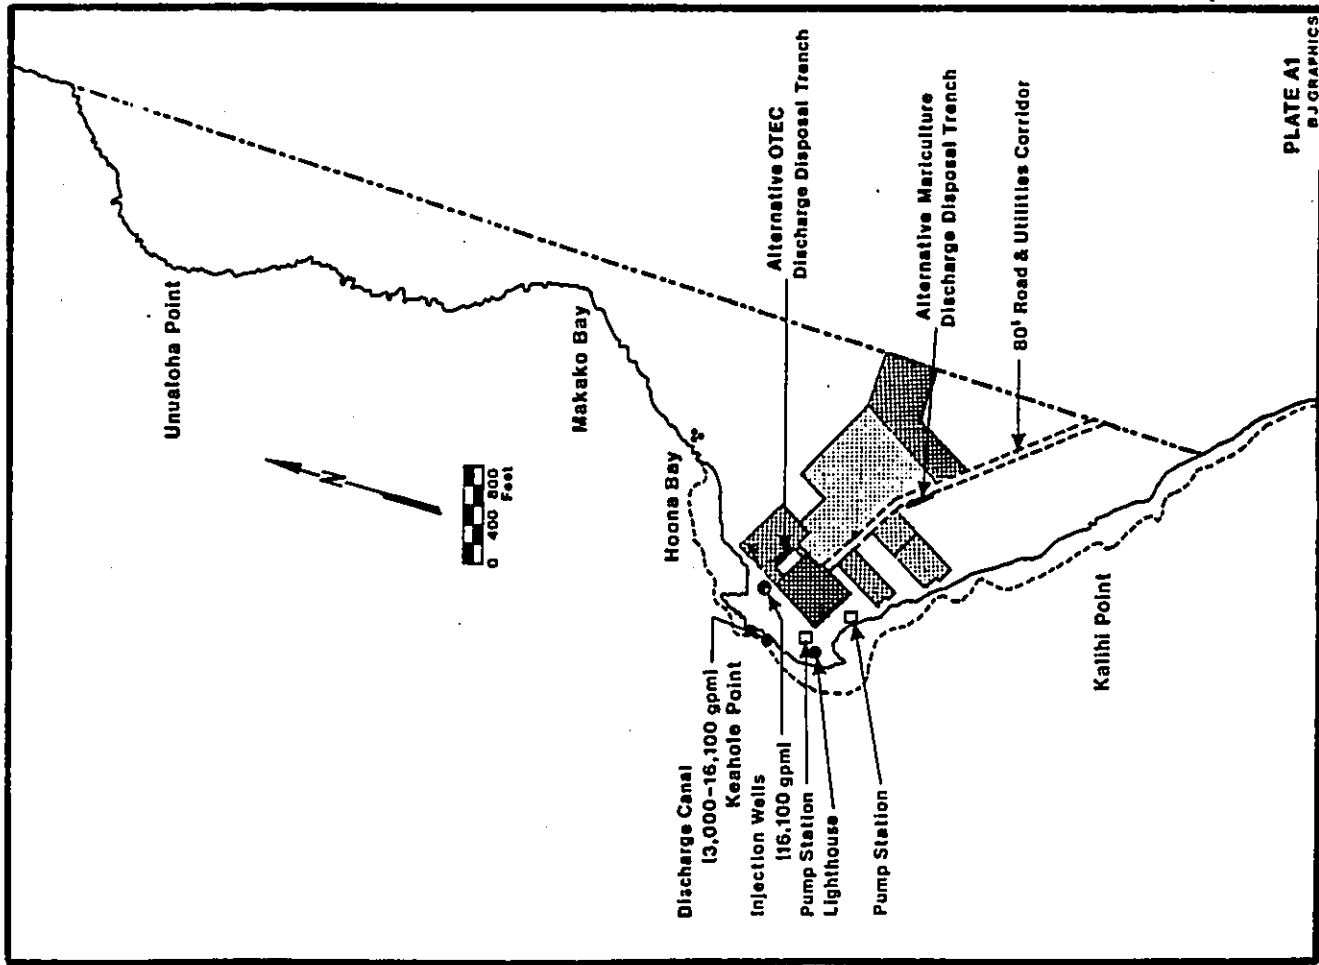 Unualoha Point
Makako Bay
Hoona Bay
N
0 400 800
Feet
Discharge Canal
(3,000-16,100 gpm)
Keahole Point
Injection Wells
(16,100 gpm)
Pump Station
Lighthouse
Pump Station
Kalihi Point
Alternative OTEC
Discharge Disposal Trench
Alternative Mariculture
Discharge Disposal Trench
80' Road & Utilities Corridor
PLATE A1
BJ GRAPHICS